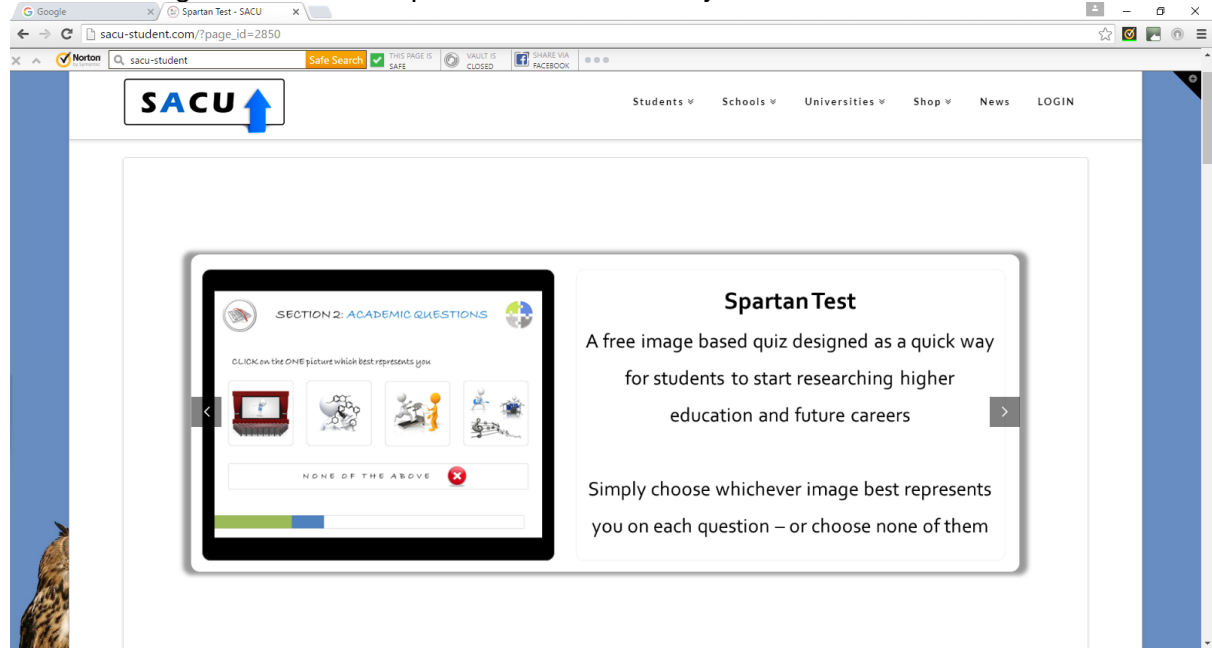 Google
Spartan Test - SACU
sacu-student.com/?page_id=2850
Norton
by Symantec
sacu-student
Safe Search
THIS PAGE IS
SAFE
VAULT IS
CLOSED
SHARE VIA
FACEBOOK
SACU
Students
Schools
Universities
Shop
News
LOGIN
SECTION 2: ACADEMIC QUESTIONS
CLICK on the ONE picture which best represents you
NONE OF THE ABOVE
Spartan Test
A free image based quiz designed as a quick way
for students to start researching higher
education and future careers
Simply choose whichever image best represents
you on each question – or choose none of them